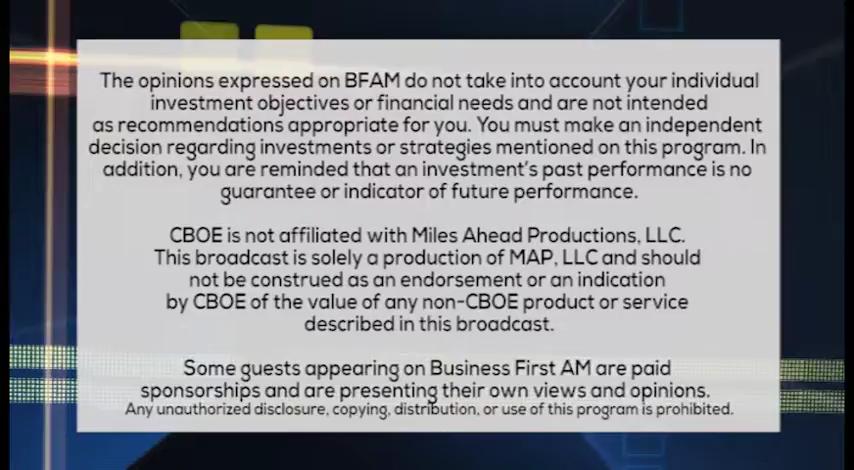 The opinions expressed on BFAM do not take into account your individual
investment objectives or financial needs and are not intended
as recommendations appropriate for you. You must make an independent
decision regarding investments or strategies mentioned on this program. In
addition, you are reminded that an investment's past performance is no
guarantee or indicator of future performance.
CBOE is not affiliated with Miles Ahead Productions, LLC.
This broadcast is solely a production of MAP, LLC and should
not be construed as an endorsement or an indication
by CBOE of the value of any non-CBOE product or service
described in this broadcast.
Some guests appearing on Business First AM are paid
sponsorships and are presenting their own views and opinions.
Any unauthorized disclosure, copying, distribution, or use of this program is prohibited.